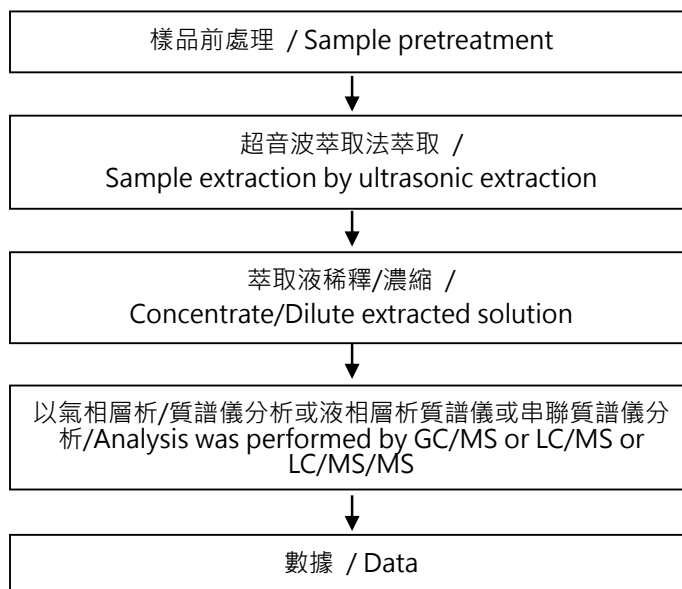 樣品前處理 / Sample pretreatment
超音波萃取法萃取 /
Sample extraction by ultrasonic extraction
萃取液稀釋/濃縮 /
Concentrate/Dilute extracted solution
以氣相層析/質譜儀分析或液相層析質譜儀或串聯質譜儀分
析/Analysis was performed by GC/MS or LC/MS or
LC/MS/MS
數據 / Data